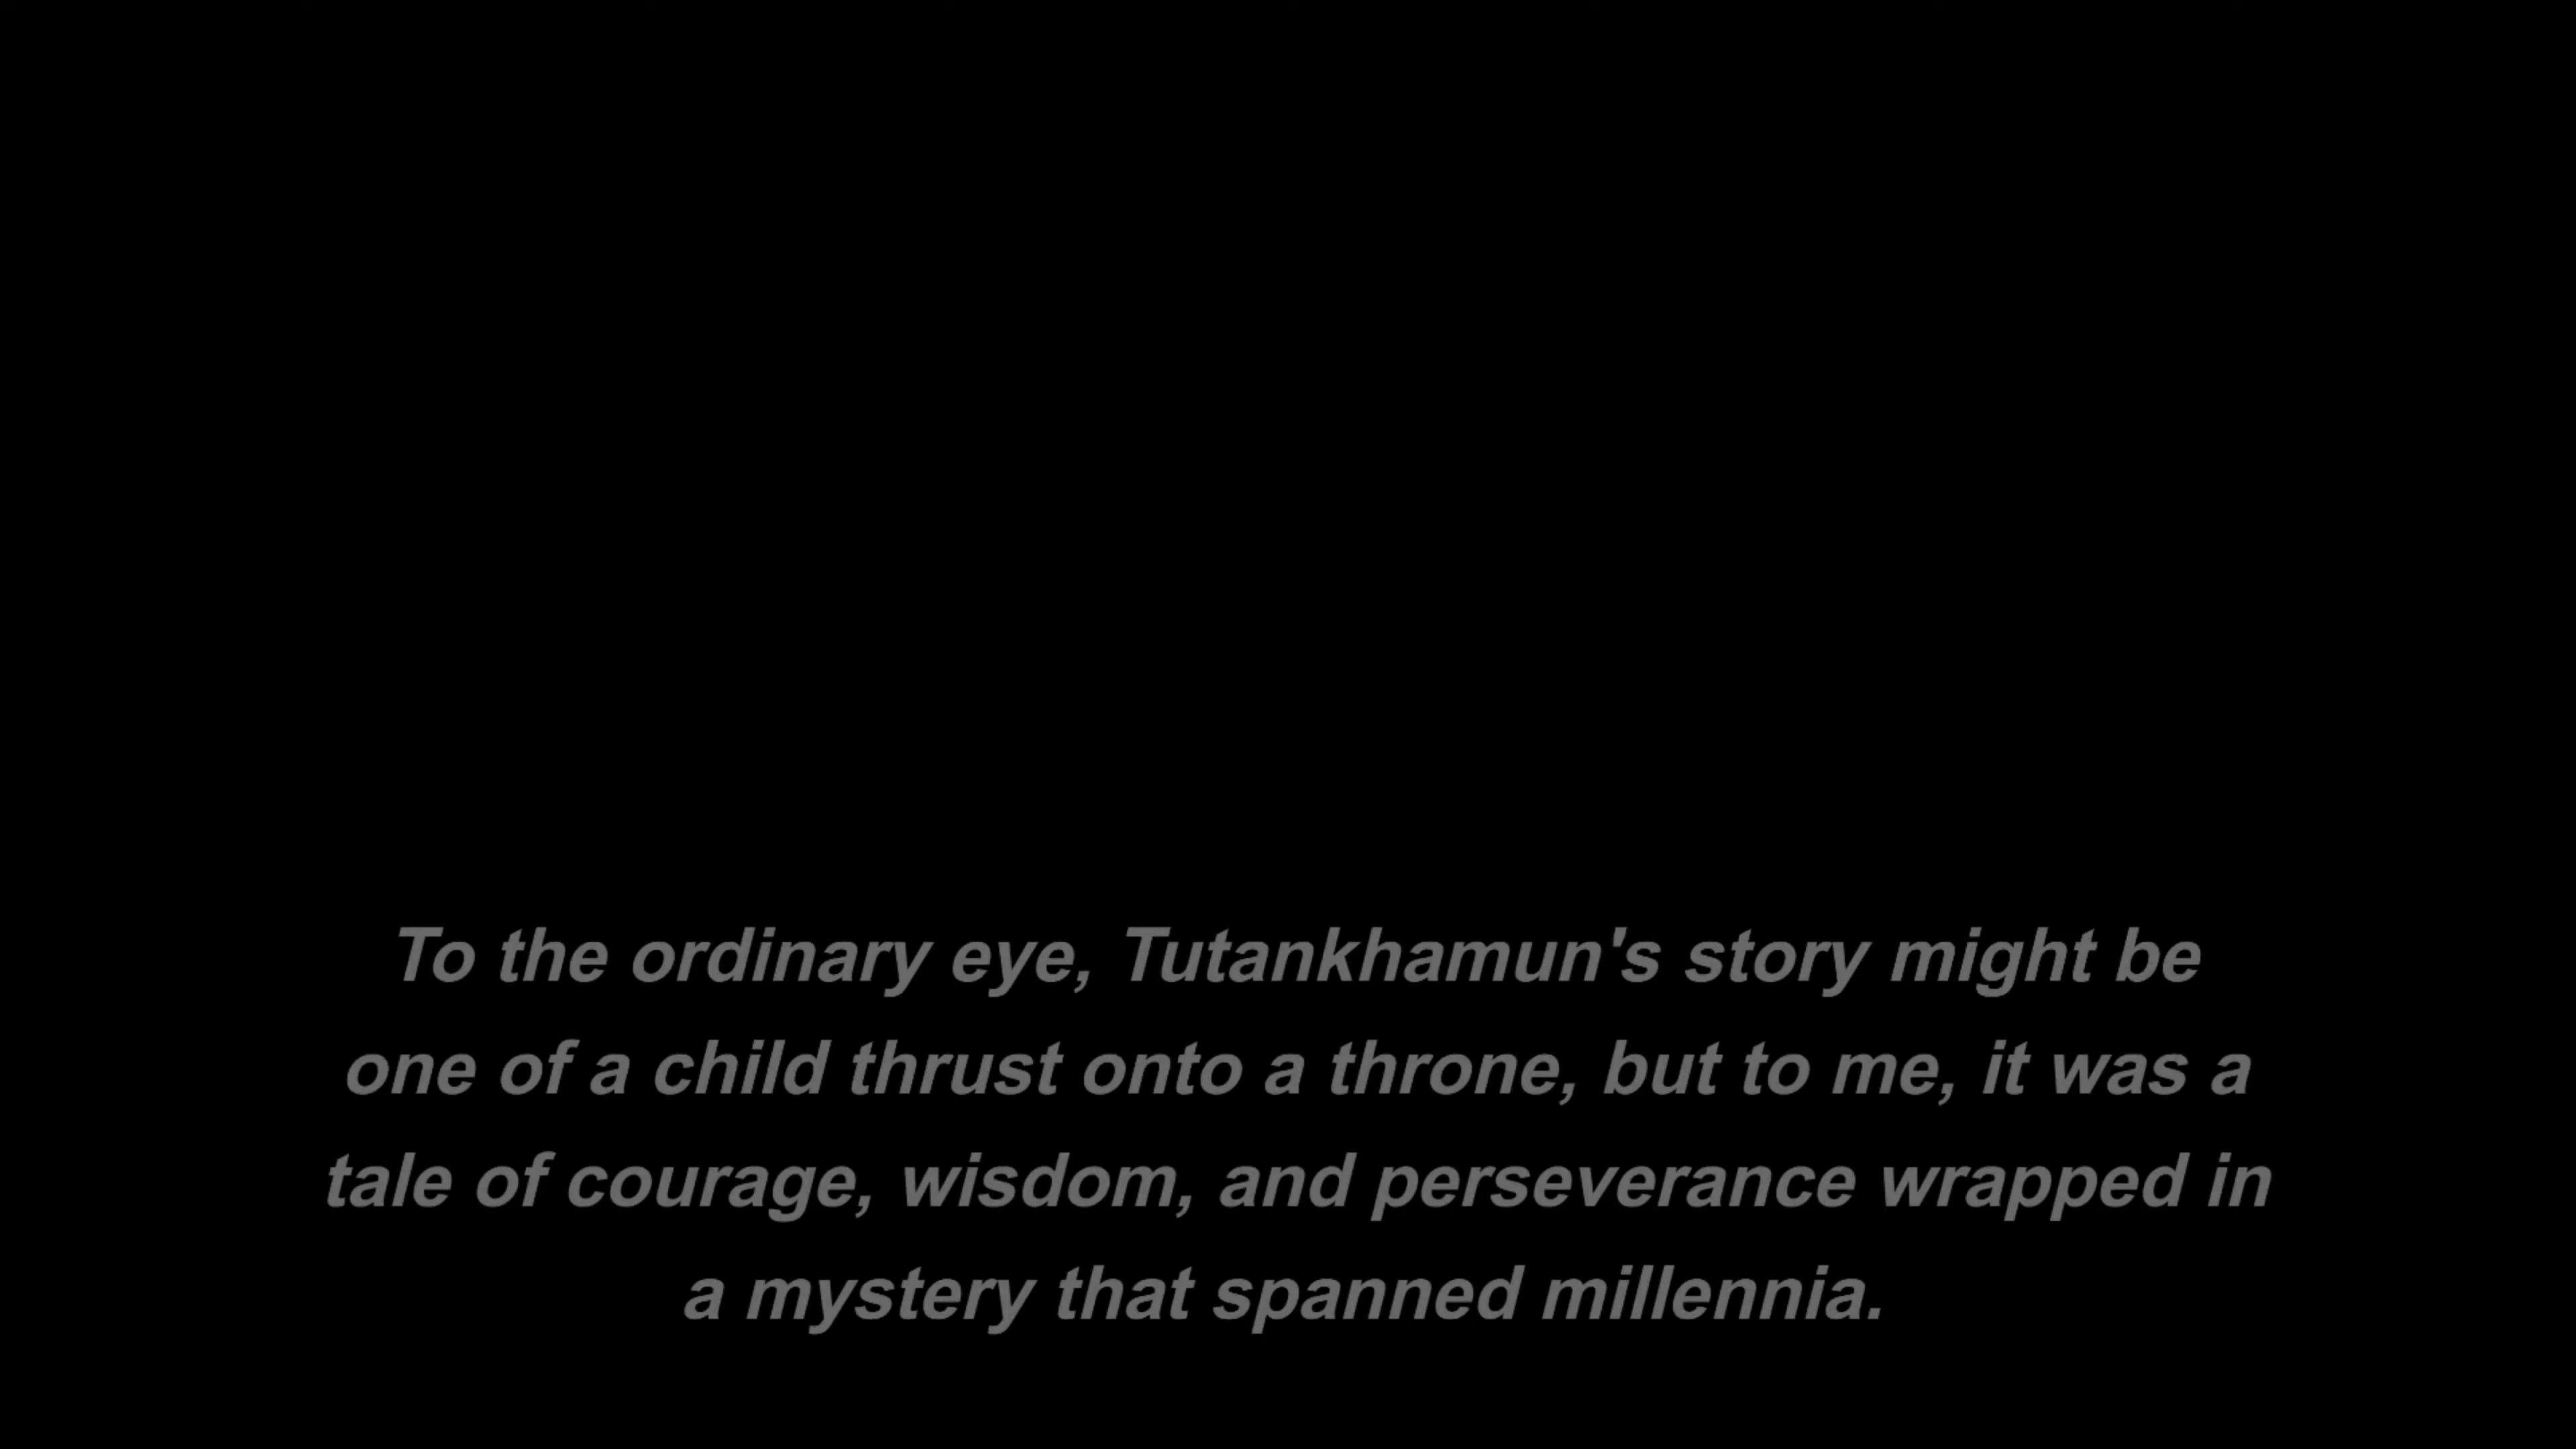 To the ordinary eye, Tutankhamun's story might be
one of a child thrust onto a throne, but to me, it was a
tale of courage, wisdom, and perseverance wrapped in
a mystery that spanned millennia.